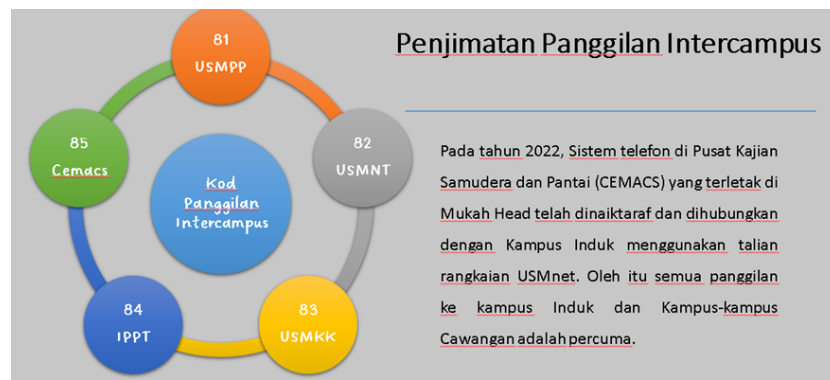 Penjimatan Panggilan Intercampus
81
USMPP
82
USMNT
83
USMKK
84
IPPT
85
Cemacs
Kod
Panggilan
Intercampus
Pada tahun 2022, Sistem telefon di Pusat Kajian
Samudera dan Pantai (CEMACS) yang terletak di
Mukah Head telah dinaiktaraf dan dihubungkan
dengan Kampus Induk menggunakan talian
rangkaian USMnet. Oleh itu semua panggilan
ke kampus Induk dan Kampus-kampus
Cawangan adalah percuma.